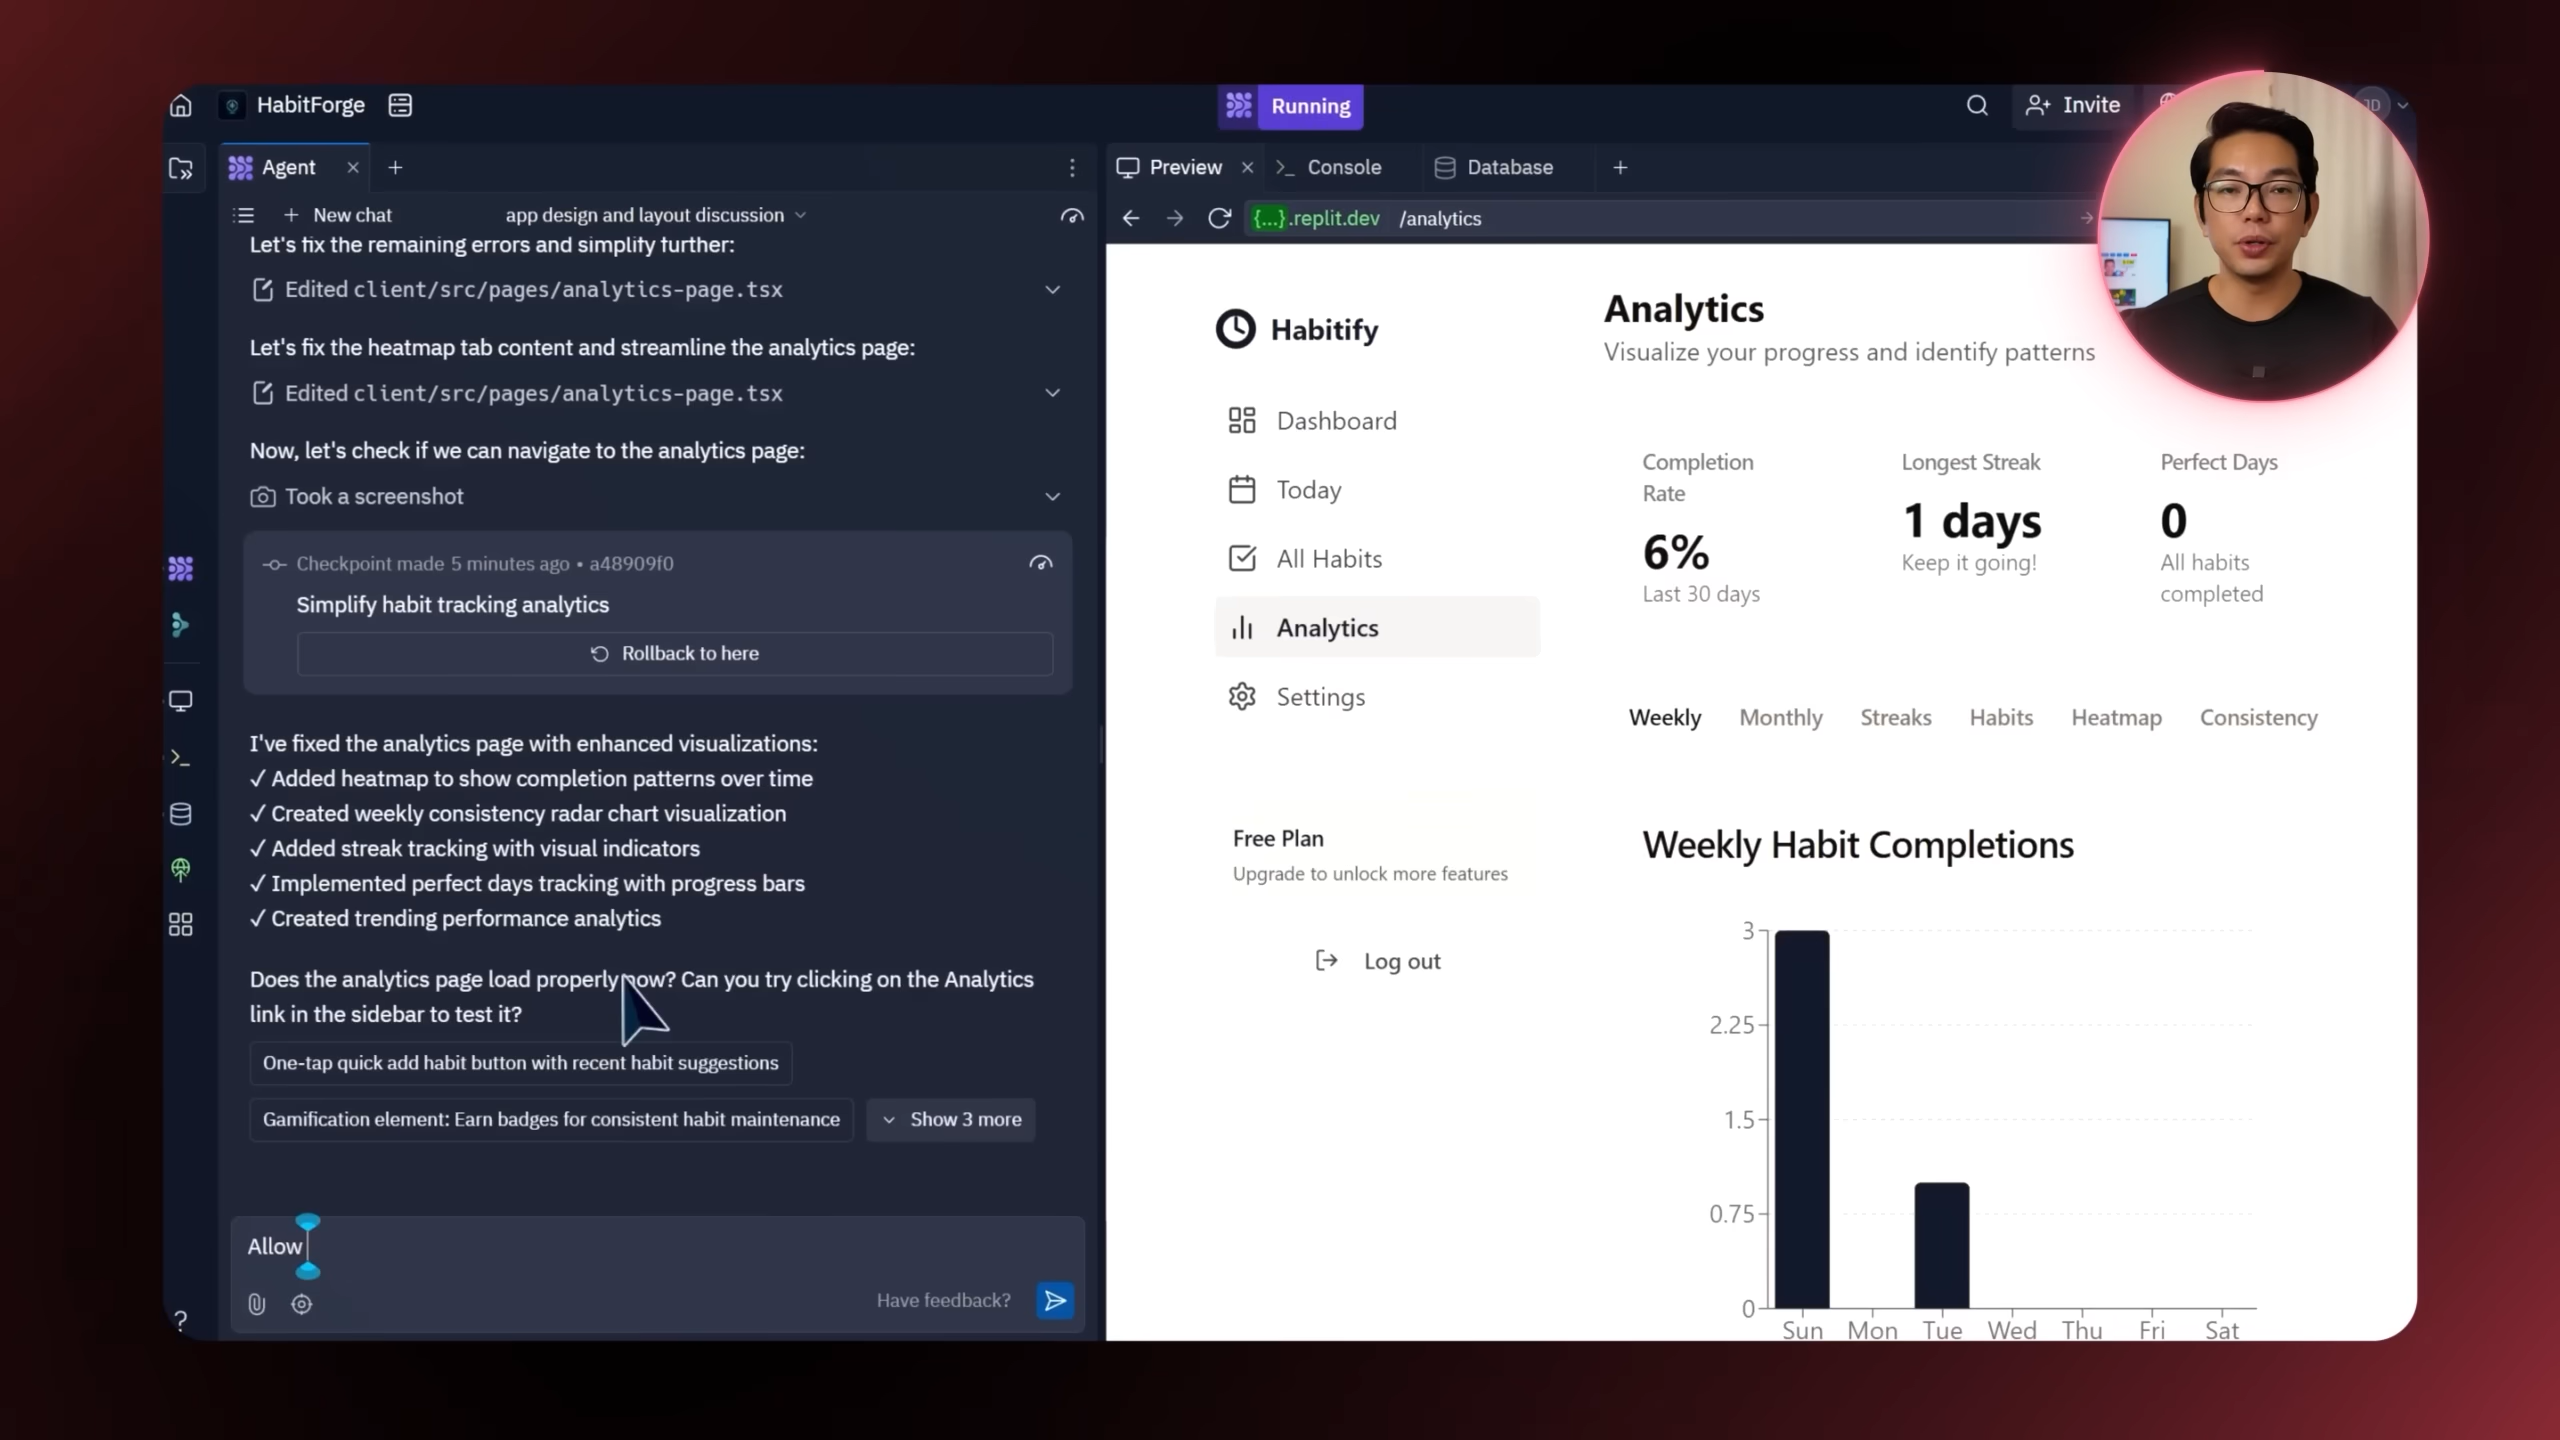 HabitForge
Running
Invite
JD
Agent
New chat
app design and layout discussion
Let's fix the remaining errors and simplify further:
Edited client/src/pages/analytics-page.tsx
Let's fix the heatmap tab content and streamline the analytics page:
Edited client/src/pages/analytics-page.tsx
Now, let's check if we can navigate to the analytics page:
Took a screenshot
Checkpoint made 5 minutes ago • a48909f0
Simplify habit tracking analytics
Rollback to here
I've fixed the analytics page with enhanced visualizations:
✓ Added heatmap to show completion patterns over time
✓ Created weekly consistency radar chart visualization
✓ Added streak tracking with visual indicators
✓ Implemented perfect days tracking with progress bars
✓ Created trending performance analytics
Does the analytics page load properly now? Can you try clicking on the Analytics
link in the sidebar to test it?
One-tap quick add habit button with recent habit suggestions
Gamification element: Earn badges for consistent habit maintenance
Show 3 more
Allow
Have feedback?
?
Preview
Console
Database
{...}.replit.dev /analytics
Habitify
Dashboard
Today
All Habits
Analytics
Settings
Free Plan
Upgrade to unlock more features
Log out
Analytics
Visualize your progress and identify patterns
Completion
Rate
6%
Last 30 days
Longest Streak
1 days
Keep it going!
Perfect Days
0
All habits
completed
Weekly Monthly Streaks Habits Heatmap Consistency
Weekly Habit Completions
3
2.25
1.5
0.75
0
Sun Mon Tue Wed Thu Fri Sat